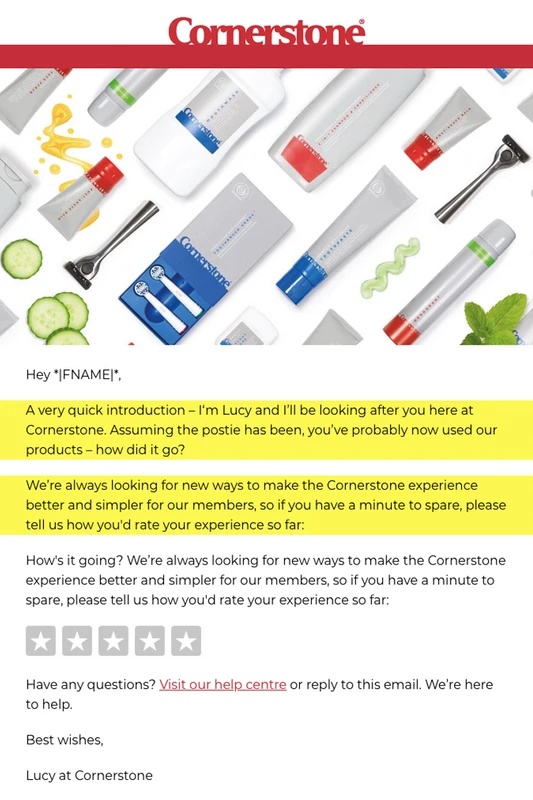 Cornerstone®
Cornerstone
Cornerstone
Cornerstone
Hey *|FNAME|*,
A very quick introduction – I'm Lucy and I'll be looking after you here at
Cornerstone. Assuming the postie has been, you've probably now used our
products – how did it go?
We're always looking for new ways to make the Cornerstone experience
better and simpler for our members, so if you have a minute to spare, please
tell us how you'd rate your experience so far:
How's it going? We're always looking for new ways to make the Cornerstone
experience better and simpler for our members, so if you have a minute to
spare, please tell us how you'd rate your experience so far:
Have any questions? Visit our help centre or reply to this email. We're here
to help.
Best wishes,
Lucy at Cornerstone